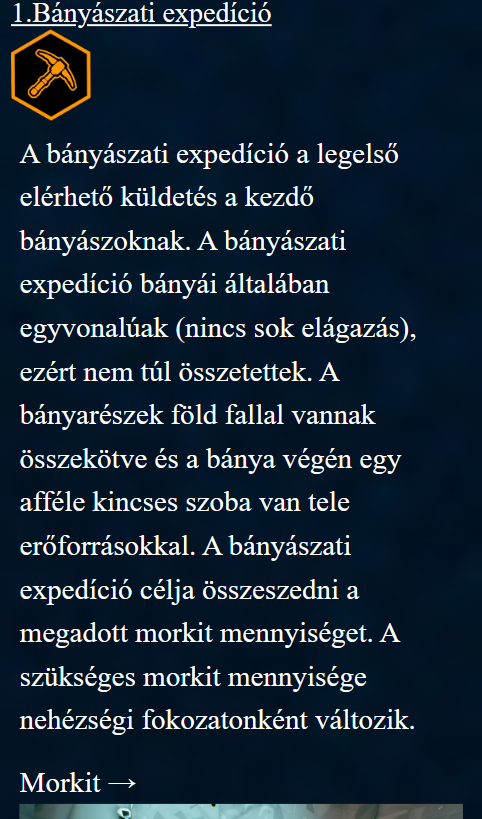 1.Bányászati expedíció
A bányászati expedíció a legelső
elérhető küldetés a kezdő
bányászoknak. A bányászati
expedíció bányái általában
egyvonalúak (nincs sok elágazás),
ezért nem túl összetettek. A
bányarészek föld fallal vannak
összekötve és a bánya végén egy
afféle kincses szoba van tele
erőforrásokkal. A bányászati
expedíció célja összeszedni a
megadott morkit mennyiséget. A
szükséges morkit mennyisége
nehézségi fokozatonként változik.
Morkit →